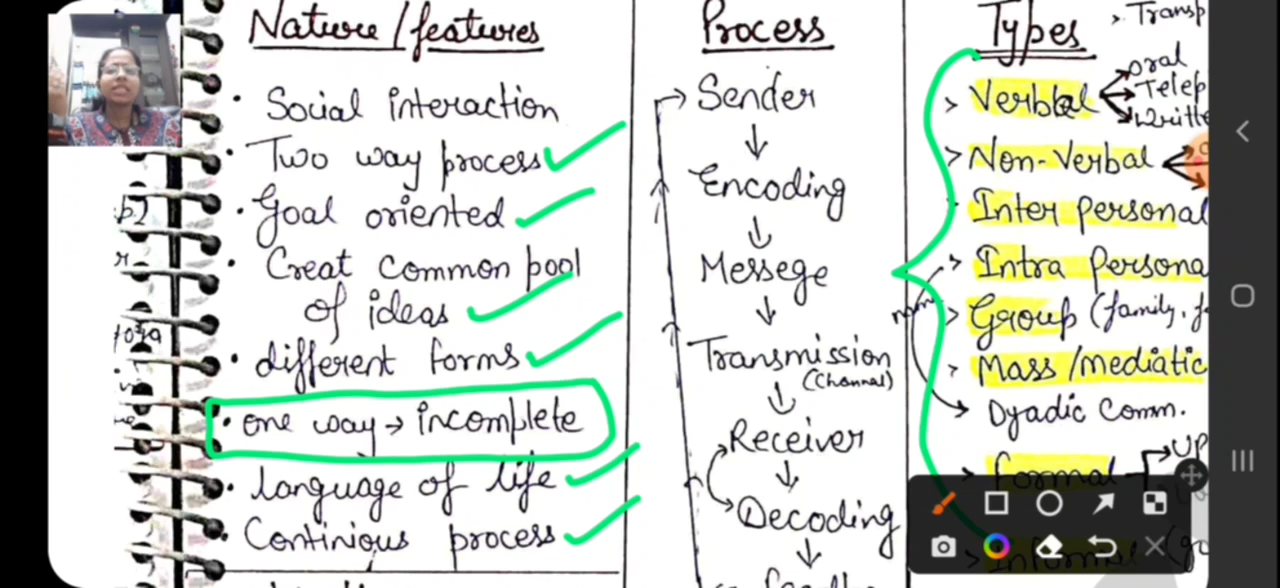 Nature/features
• Social interaction
• Two way process
• Goal oriented
• Creat Common pool
of ideas
• different forms
• one way → incomplete
• language of life
• Continious process
Process
Sender
↓
Encoding
↓
Messege
↓
Transmission
(Channel)
↓
Receiver
↓
Decoding
↓
Types
> Transp
> Verbal
oral
Telep
writte
> Non-Verbal
Inter personal
> Intra persona
> Group (family, f
> Mass/mediatic
Dyadic Comm.
> formal
UP
Informal